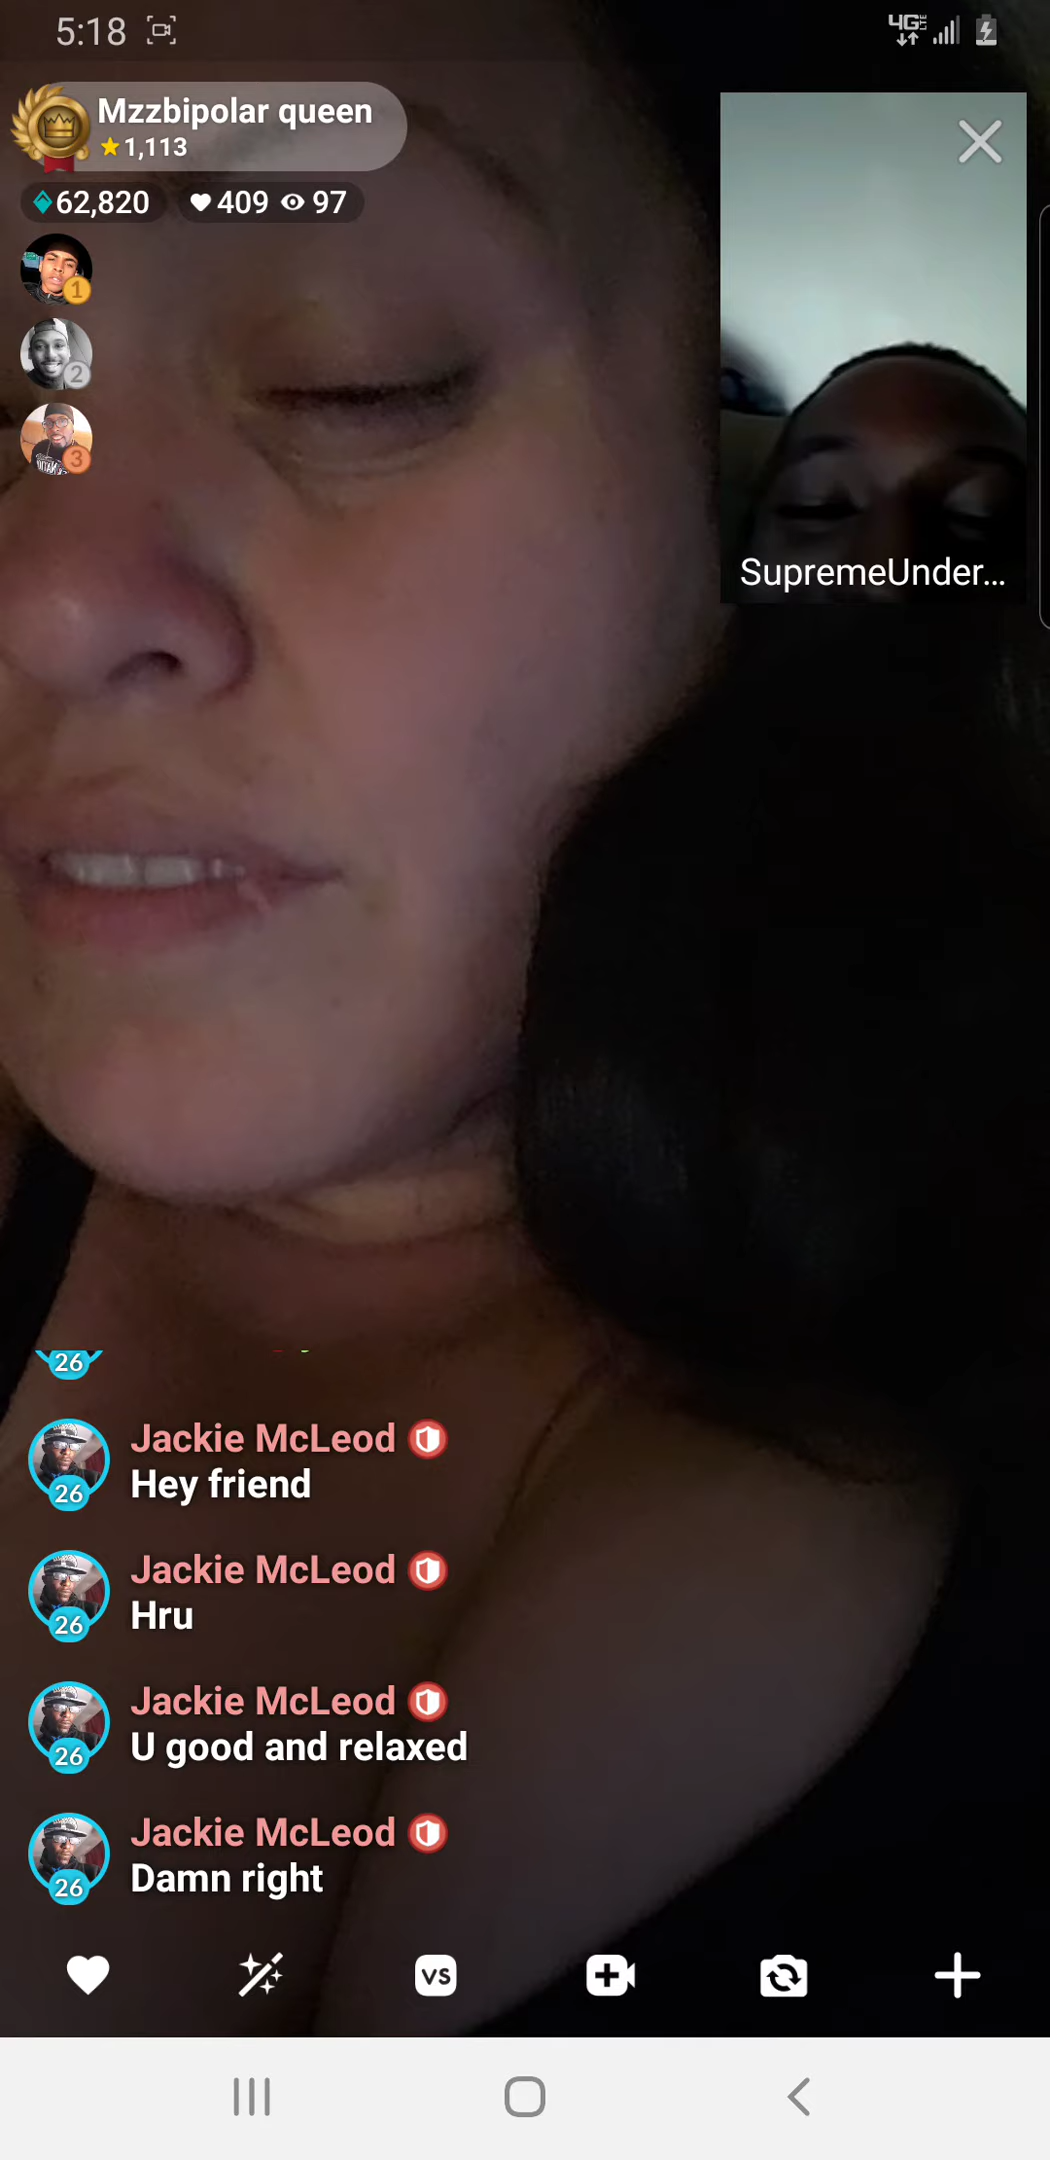 5:18
4G LTE
Mzzbipolar queen
1,113
62,820 409 97
1
2
3
SupremeUnder...
26
Jackie McLeod
Hey friend
26
Jackie McLeod
Hru
26
Jackie McLeod
U good and relaxed
26
Jackie McLeod
Damn right
26
VS